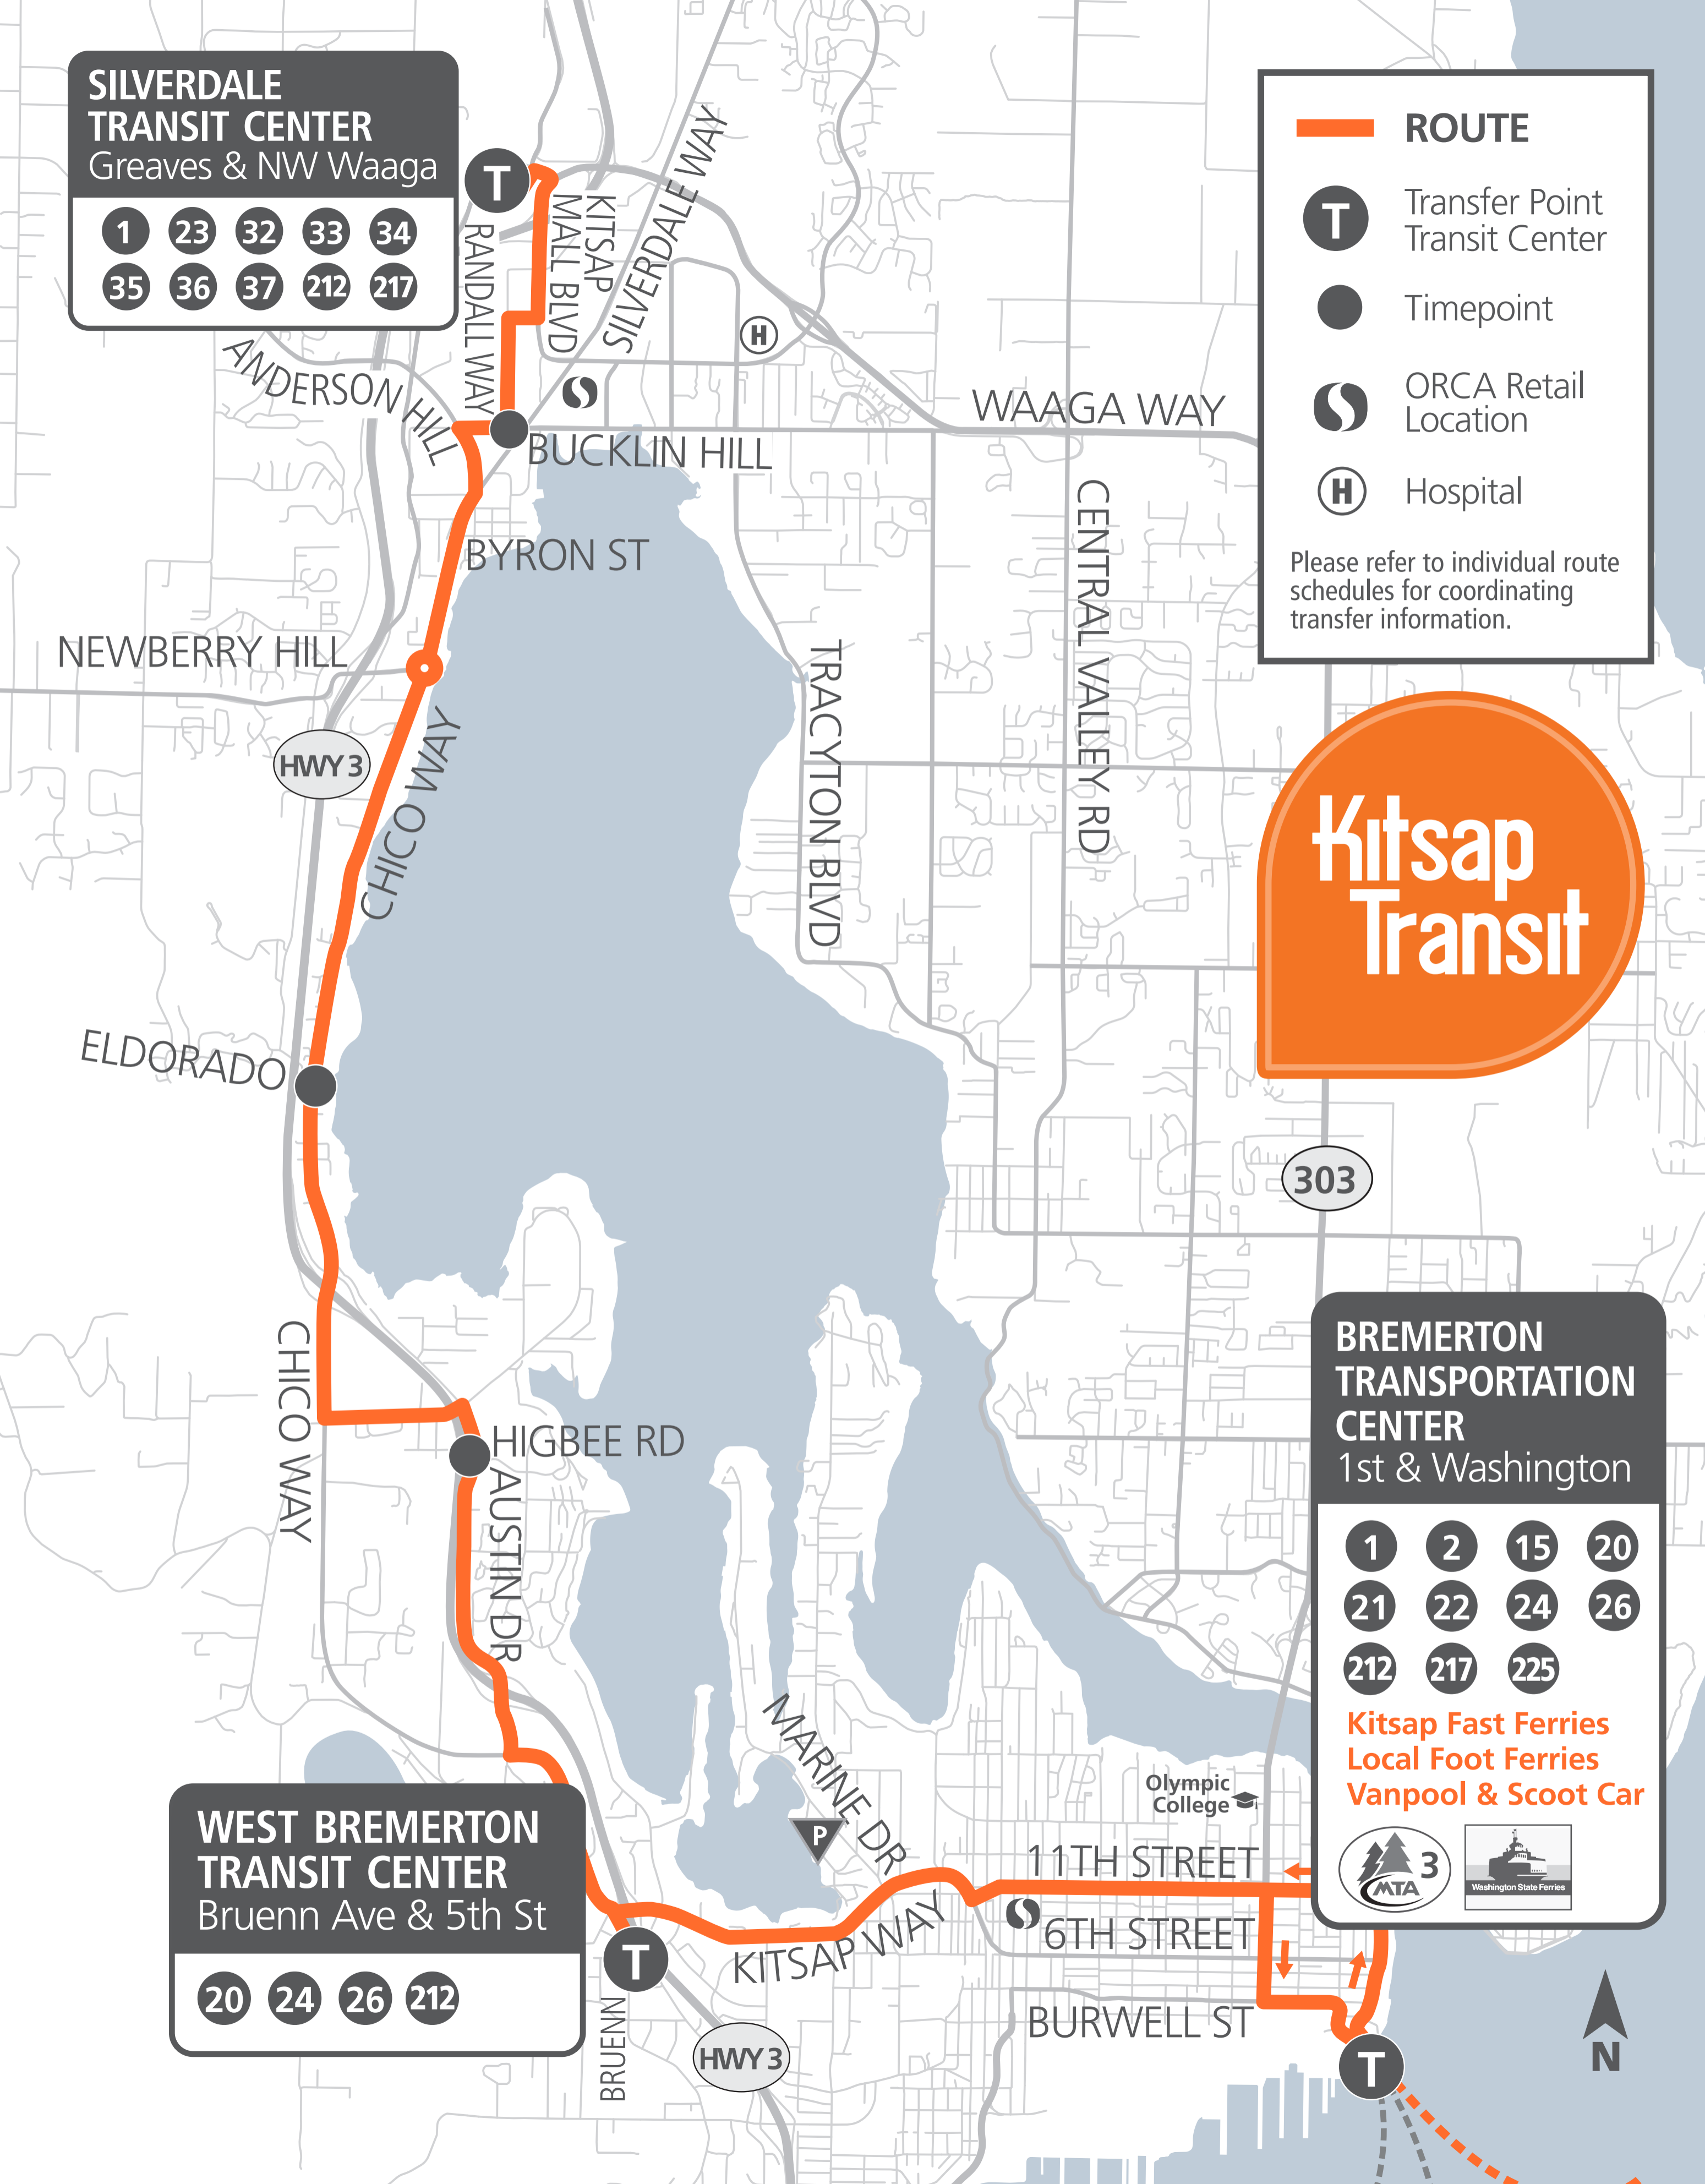 SILVERDALE
TRANSIT CENTER
Greaves & NW Waaga
1 23 32 33 34
35 36 37 212 217
T
RANDALL WAY
KITSAP
MALL BLVD
SILVERDALE WAY
H
ANDERSON HILL
BUCKLIN HILL
WAAGA WAY
BYRON ST
NEWBERRY HILL
HWY 3
CHICO WAY
TRACYTON BLVD
CENTRAL VALLEY RD
ROUTE
T
Transfer Point
Transit Center
Timepoint
ORCA Retail
Location
H
Hospital
Please refer to individual route
schedules for coordinating
transfer information.
Kitsap
Transit
ELDORADO
303
CHICO WAY
HIGBEE RD
AUSTIN DR
BREMERTON
TRANSPORTATION
CENTER
1st & Washington
1 2 15 20
21 22 24 26
212 217 225
Kitsap Fast Ferries
Local Foot Ferries
Vanpool & Scoot Car
MTA 3
Washington State Ferries
MARINE DR
P
Olympic
College
WEST BREMERTON
TRANSIT CENTER
Bruenn Ave & 5th St
20 24 26 212
T
BRUENN
HWY 3
KITSAP WAY
11TH STREET
6TH STREET
BURWELL ST
T
N